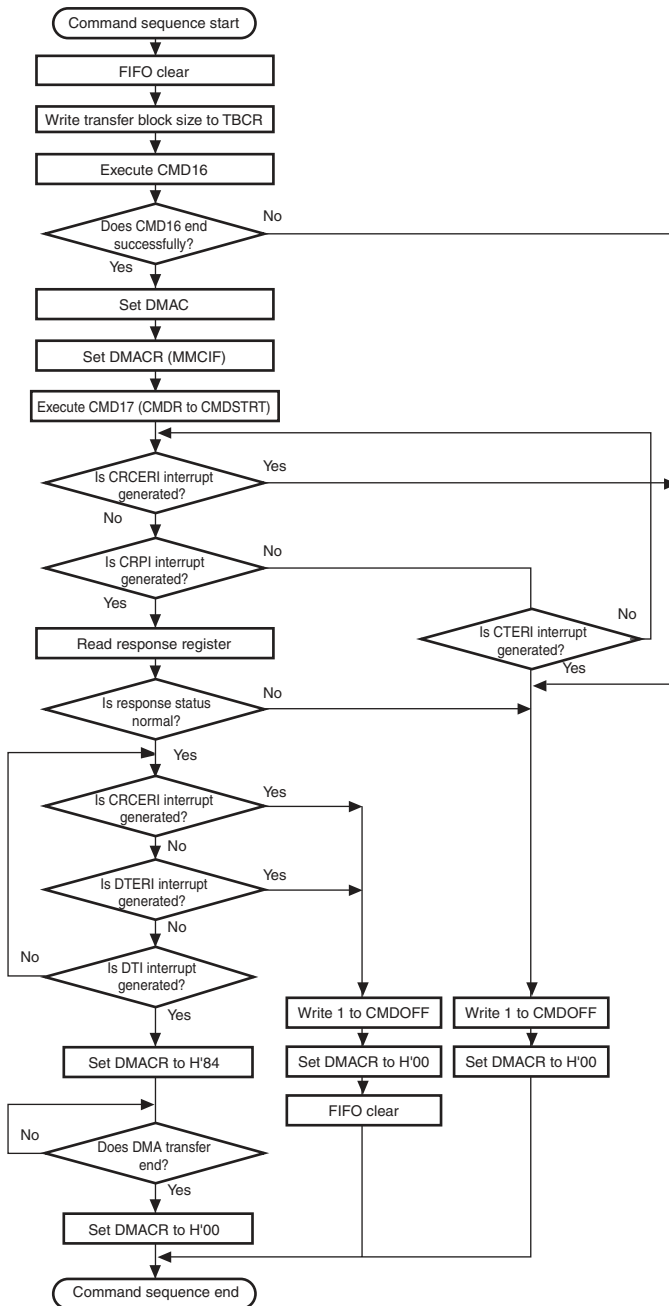 Command sequence start
FIFO clear
Write transfer block size to TBCR
Execute CMD16
No
Does CMD16 end
successfully?
Yes
Set DMAC
Set DMACR (MMCIF)
Execute CMD17 (CMDR to CMDSTRT)
Yes
Is CRCERI interrupt
generated?
No
No
Is CRPI interrupt
generated?
Yes
No
Is CTERI interrupt
generated?
Yes
Read response register
No
Is response status
normal?
Yes
Yes
Is CRCERI interrupt
generated?
No
Yes
Is DTERI interrupt
generated?
No
No
Is DTI interrupt
generated?
Yes
Write 1 to CMDOFF
Write 1 to CMDOFF
Set DMACR to H'84
Set DMACR to H'00
Set DMACR to H'00
FIFO clear
No
Does DMA transfer
end?
Yes
Set DMACR to H'00
Command sequence end